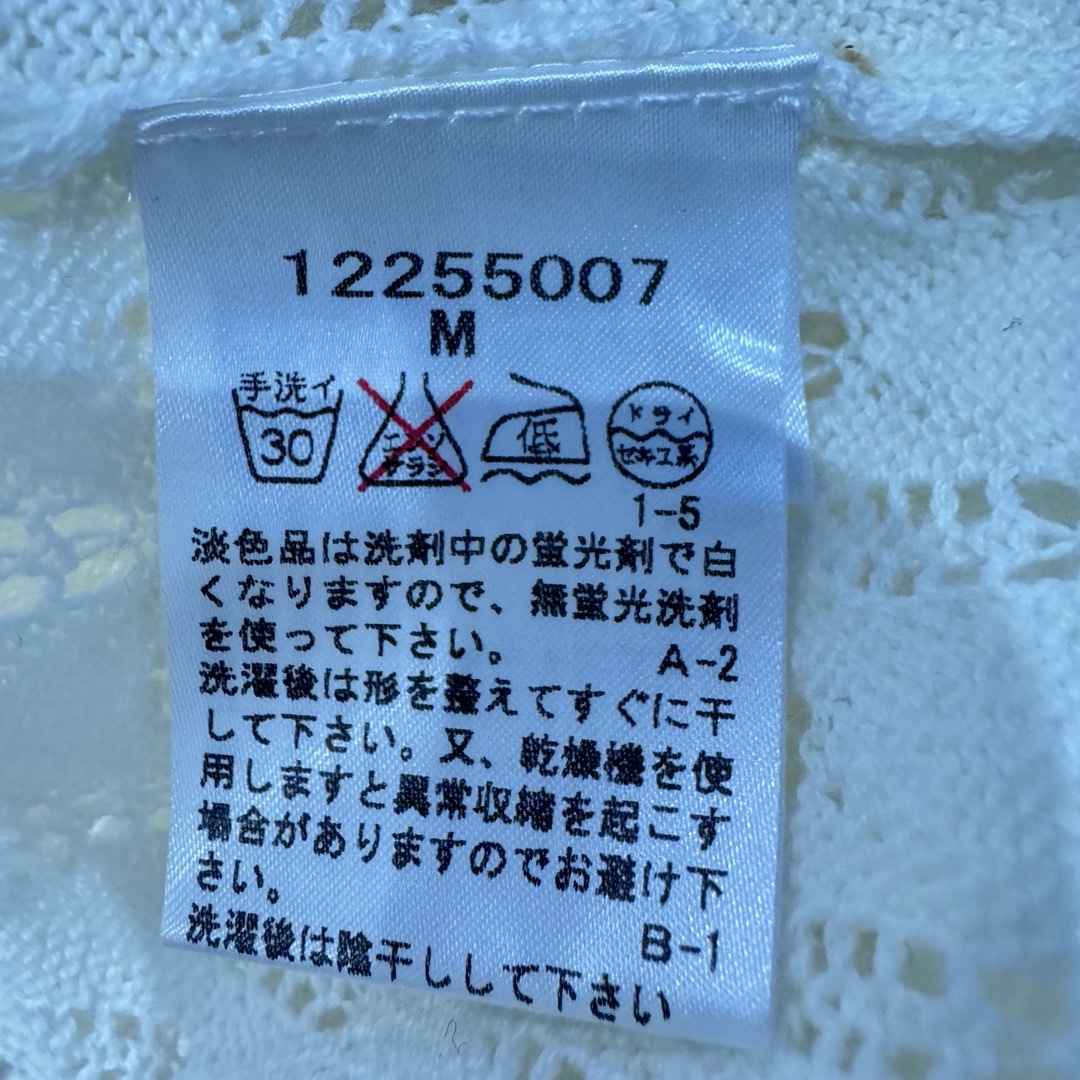 12255007
M
手洗イ
30
エンソ
チラシ
低
ドライ
セキユ系
1-5
淡色品は洗剤中の蛍光剤で白
くなりますので、無蛍光洗剤
を使って下さい。
A-2
洗濯後は形を整えてすぐに干
して下さい。又、乾燥機を使
用しますと異常収縮を起こす
場合がありますのでお避け下
さい。
B-1
洗濯後は陰干しして下さい